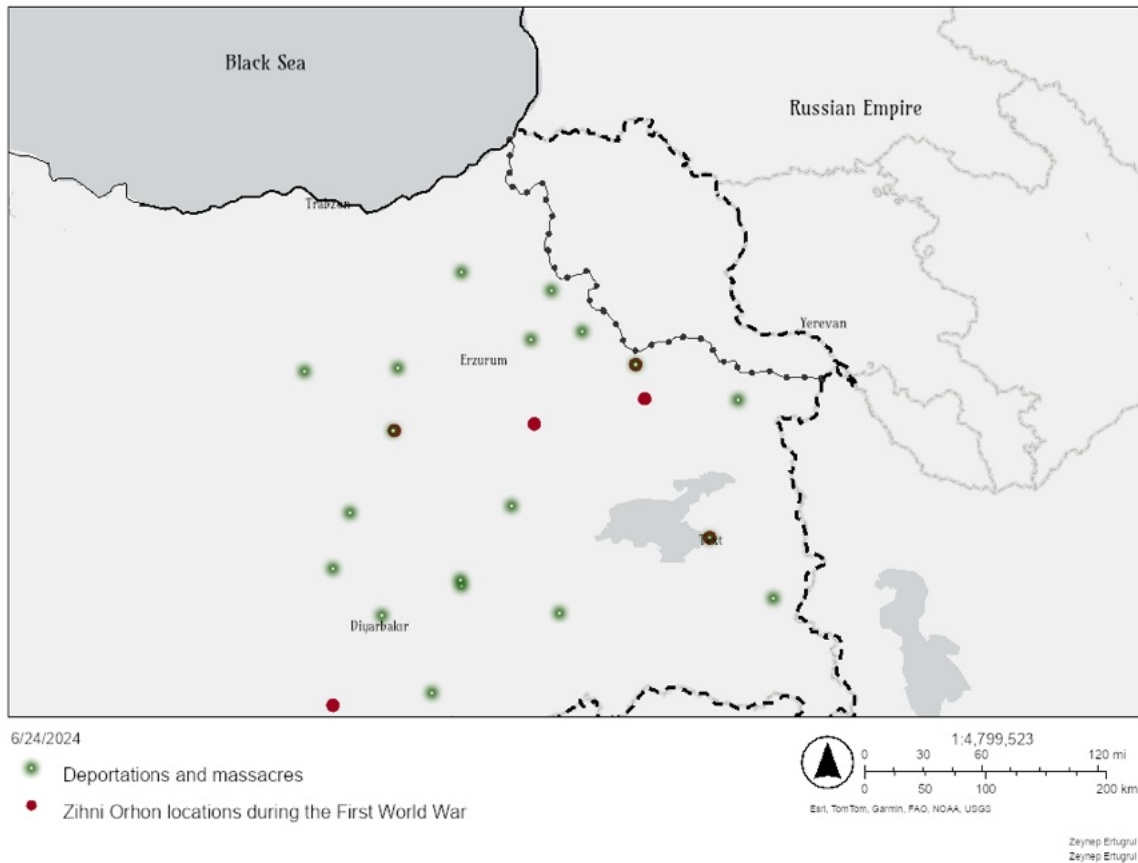 Black Sea
Russian Empire
Trabzon
Yerevan
Erzurum
Diyarbakır
6/24/2024
Deportations and massacres
Zihni Orhon locations during the First World War
1:4,799,523
0 30 60 120 mi
0 50 100 200 km
Esri, TomTom, Garmin, FAO, NOAA, USGS
Zeynep Ertugrul
Zeynep Ertugrul